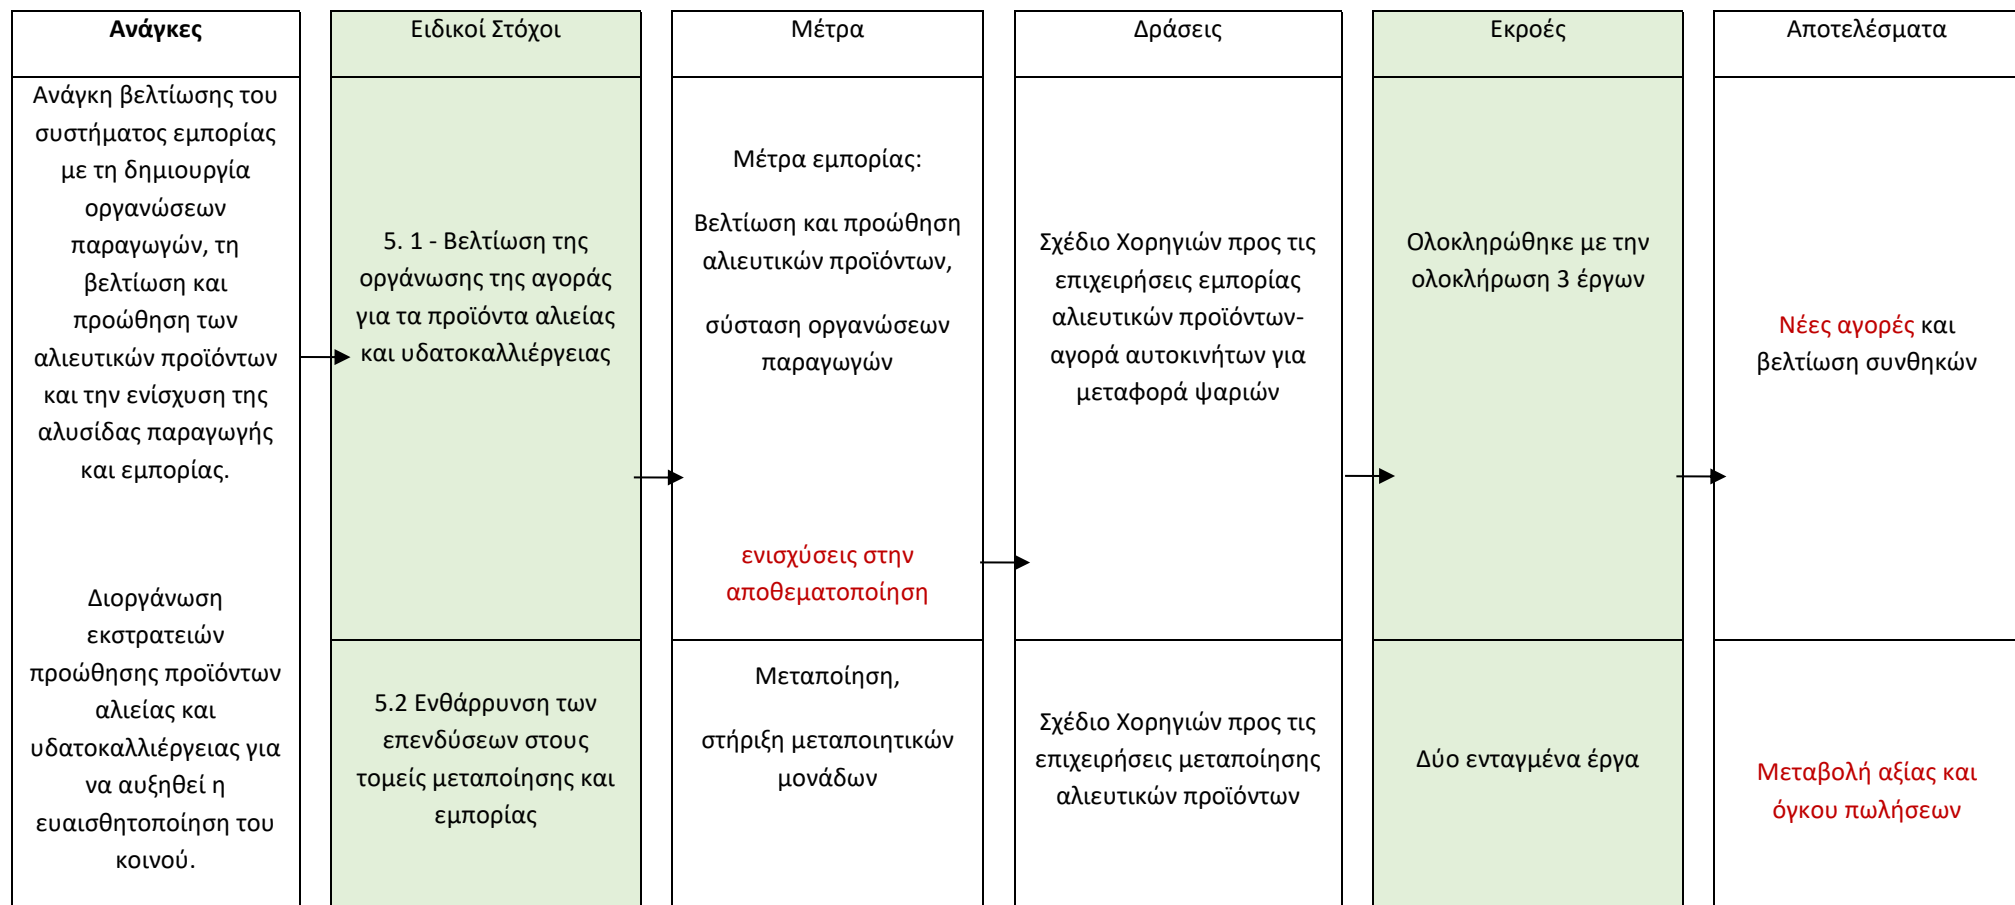 Ανάγκες
Ανάγκη βελτίωσης του
συστήματος εμπορίας
με τη δημιουργία
οργανώσεων
παραγωγών, τη
βελτίωση και
προώθηση των
αλιευτικών προϊόντων
και την ενίσχυση της
αλυσίδας παραγωγής
και εμπορίας.
Διοργάνωση
εκστρατειών
προώθησης προϊόντων
αλιείας και
υδατοκαλλιέργειας για
να αυξηθεί η
ευαισθητοποίηση του
κοινού.
Ειδικοί Στόχοι
5. 1 - Βελτίωση της
οργάνωσης της αγοράς
για τα προϊόντα αλιείας
και υδατοκαλλιέργειας
5.2 Ενθάρρυνση των
επενδύσεων στους
τομείς μεταποίησης και
εμπορίας
Μέτρα
Μέτρα εμπορίας:
Βελτίωση και προώθηση
αλιευτικών προϊόντων,
σύσταση οργανώσεων
παραγωγών
ενισχύσεις στην
αποθεματοποίηση
Μεταποίηση,
στήριξη μεταποιητικών
μονάδων
Δράσεις
Σχέδιο Χορηγιών προς τις
επιχειρήσεις εμπορίας
αλιευτικών προϊόντων-
αγορά αυτοκινήτων για
μεταφορά ψαριών
Σχέδιο Χορηγιών προς τις
επιχειρήσεις μεταποίησης
αλιευτικών προϊόντων
Εκροές
Ολοκληρώθηκε με την
ολοκλήρωση 3 έργων
Δύο ενταγμένα έργα
Αποτελέσματα
Νέες αγορές και
βελτίωση συνθηκών
Μεταβολή αξίας και
όγκου πωλήσεων